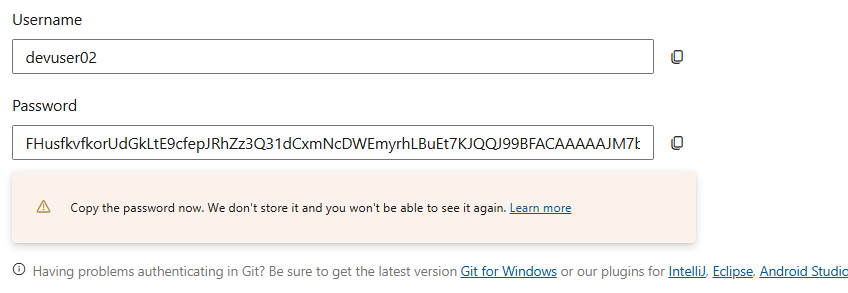 Username
devuser02
Password
FHusfkvfkorUdGkLtE9cfepJRhZz3Q31dCxmNcDWEmyrhLBuEt7KJQQJ99BFACAAAAAJM7b
Copy the password now. We don't store it and you won't be able to see it again. Learn more
Having problems authenticating in Git? Be sure to get the latest version Git for Windows or our plugins for IntelliJ, Eclipse, Android Studio